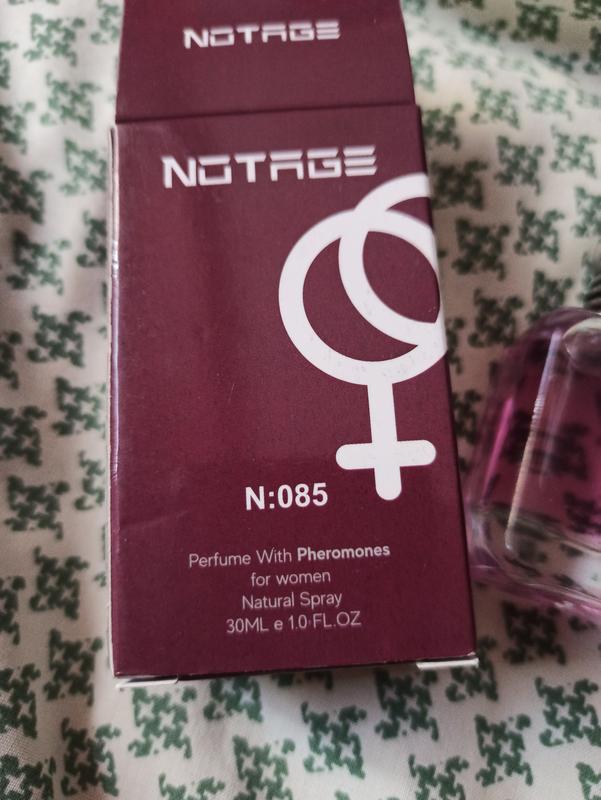 NOTAGE
NOTAGE
N:085
Perfume With Pheromones
for women
Natural Spray
30ML e 1.0 FL.OZ